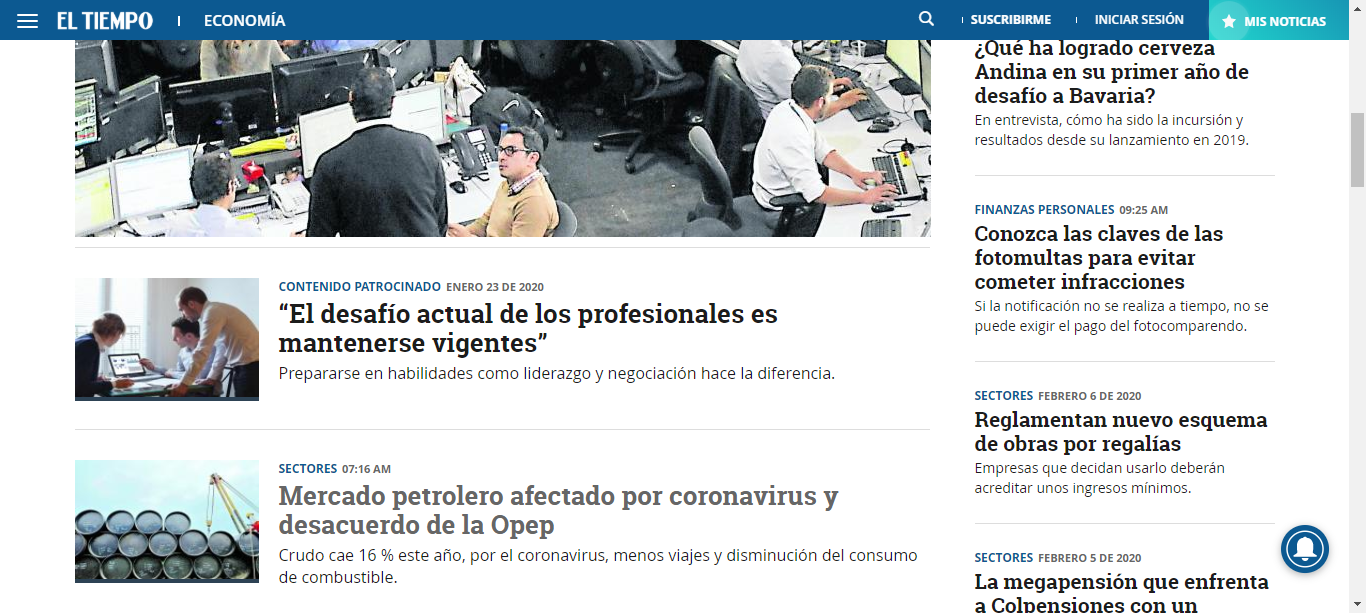 EL TIEMPO
ECONOMÍA
SUSCRIBIRME
INICIAR SESIÓN
MIS NOTICIAS
CONTENIDO PATROCINADO ENERO 23 DE 2020
“El desafío actual de los profesionales es
mantenerse vigentes”
Prepararse en habilidades como liderazgo y negociación hace la diferencia.
SECTORES 07:16 AM
Mercado petrolero afectado por coronavirus y
desacuerdo de la Opep
Crudo cae 16 % este año, por el coronavirus, menos viajes y disminución del consumo
de combustible.
¿Qué ha logrado cerveza
Andina en su primer año de
desafío a Bavaria?
En entrevista, cómo ha sido la incursión y
resultados desde su lanzamiento en 2019.
FINANZAS PERSONALES 09:25 AM
Conozca las claves de las
fotomultas para evitar
cometer infracciones
Si la notificación no se realiza a tiempo, no se
puede exigir el pago del fotocomparendo.
SECTORES FEBRERO 6 DE 2020
Reglamentan nuevo esquema
de obras por regalías
Empresas que decidan usarlo deberán
acreditar unos ingresos mínimos.
SECTORES FEBRERO 5 DE 2020
La megapensión que enfrenta
a Colpensiones con un